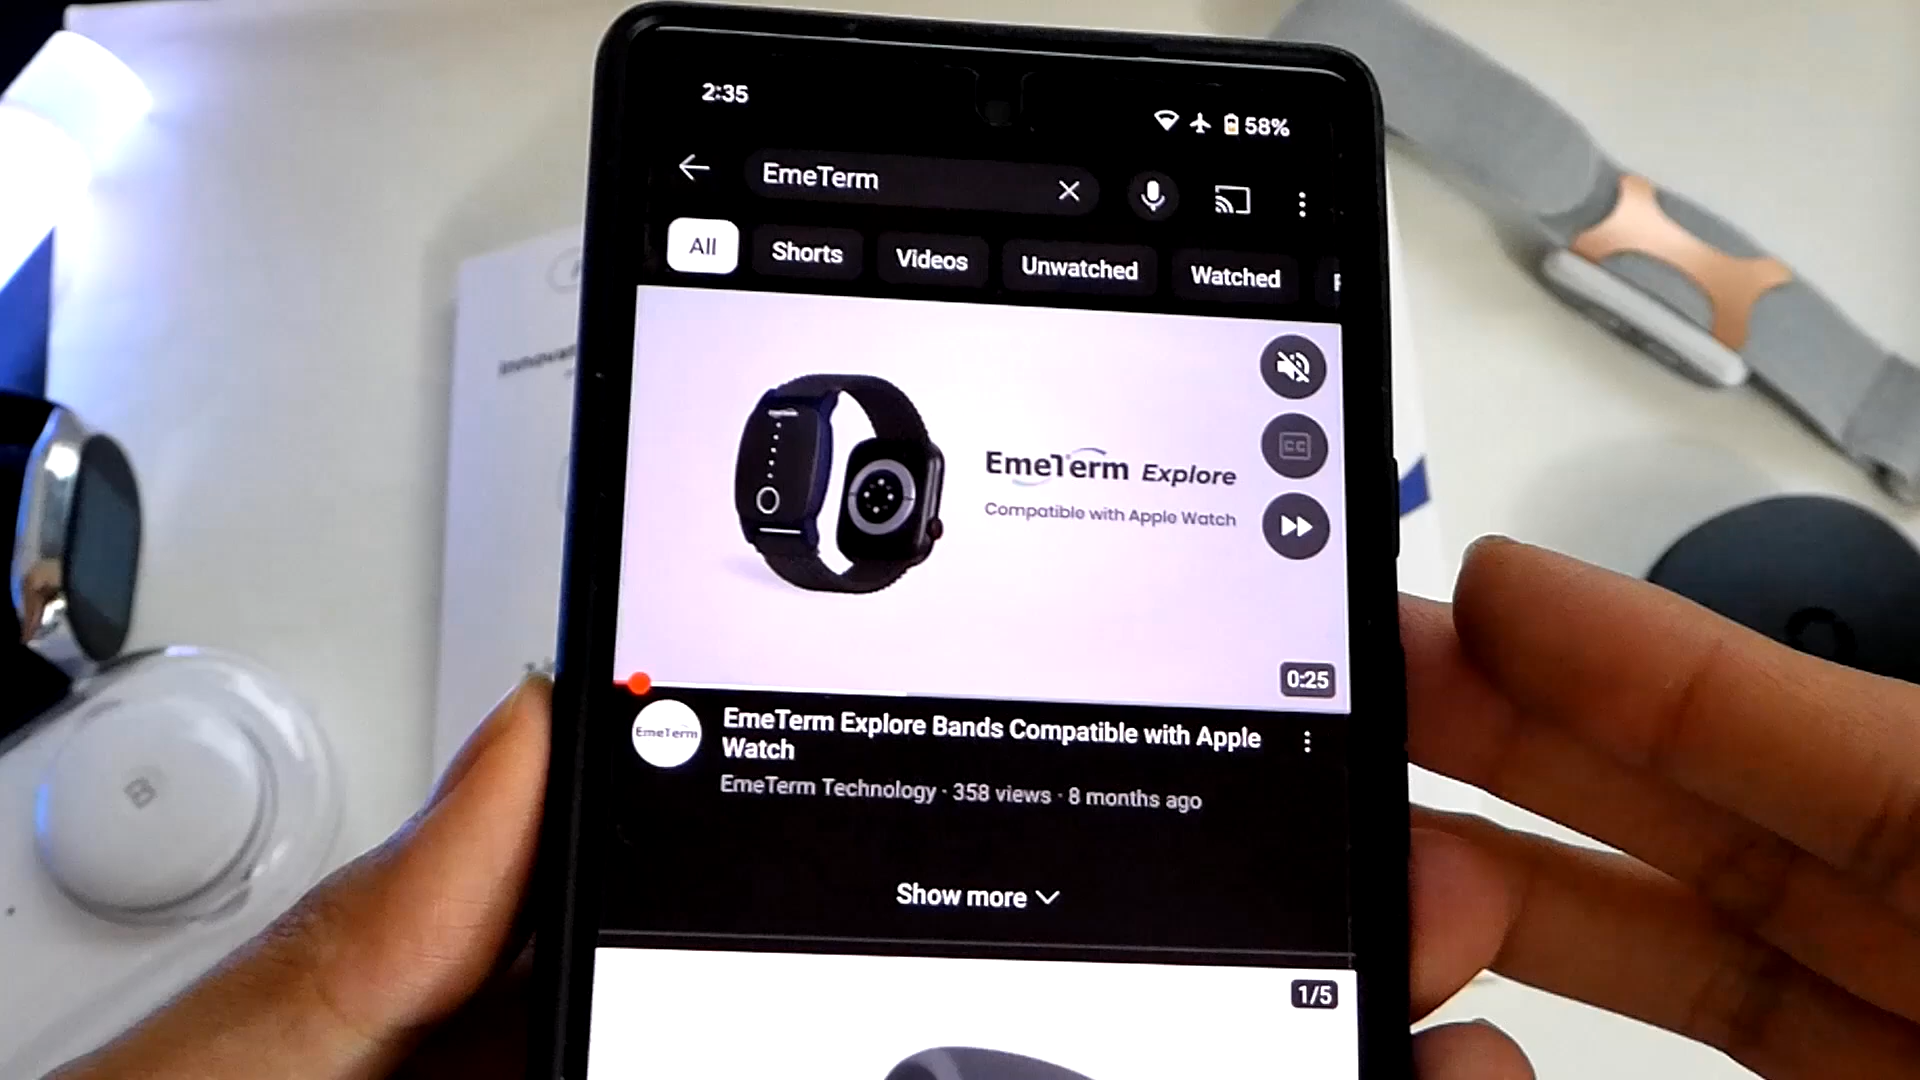 2:35
58%
EmeTerm
All
Shorts
Videos
Unwatched
Watched
EmeTerm Explore
Compatible with Apple Watch
CC
0:25
EmeTerm
EmeTerm Explore Bands Compatible with Apple
Watch
EmeTerm Technology · 358 views · 8 months ago
Show more
1/5